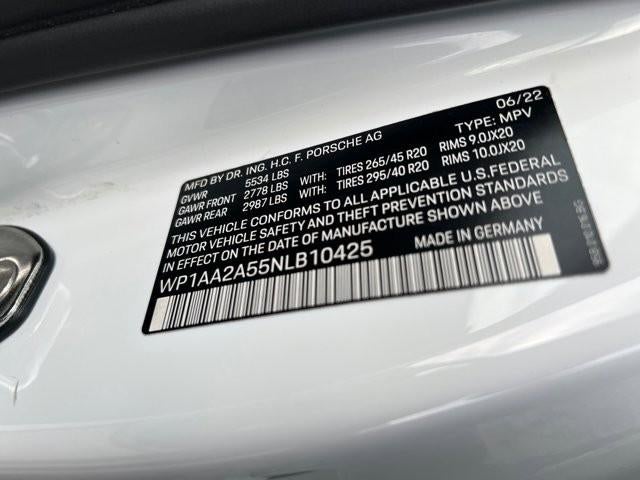 MFD BY DR. ING. H.C. F. PORSCHE AG 06/22
GVWR 5534 LBS TYPE: MPV
GAWR FRONT 2778 LBS WITH: TIRES 265/45 R20 RIMS 9.0JX20
GAWR REAR 2987 LBS WITH: TIRES 295/40 R20 RIMS 10.0JX20
THIS VEHICLE CONFORMS TO ALL APPLICABLE U.S.FEDERAL
MOTOR VEHICLE SAFETY AND THEFT PREVENTION STANDARDS
IN EFFECT ON THE DATE OF MANUFACTURE SHOWN ABOVE
WP1AA2A55NLB10425 MADE IN GERMANY